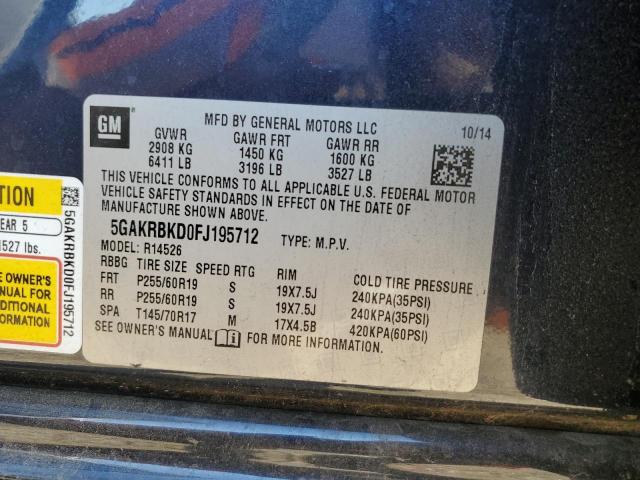 GM
MFD BY GENERAL MOTORS LLC
10/14
GVWR GAWR FRT GAWR RR
2908 KG 1450 KG 1600 KG
6411 LB 3196 LB 3527 LB
THIS VEHICLE CONFORMS TO ALL APPLICABLE U.S. FEDERAL MOTOR
VEHICLE SAFETY STANDARDS IN EFFECT ON THE DATE OF
MANUFACTURE SHOWN ABOVE.
5GAKRBKD0FJ195712 TYPE: M.P.V.
MODEL: R14526
RBBG TIRE SIZE SPEED RTG RIM COLD TIRE PRESSURE
FRT P255/60R19 S 19X7.5J 240KPA(35PSI)
RR P255/60R19 S 19X7.5J 240KPA(35PSI)
SPA T145/70R17 M 17X4.5B 420KPA(60PSI)
SEE OWNER'S MANUAL FOR MORE INFORMATION.
TION
EAR 5
1527 lbs.
E OWNER'S
ANUAL FOR
DDITIONAL
FORMATION
5GAKRBKD0FJ195712